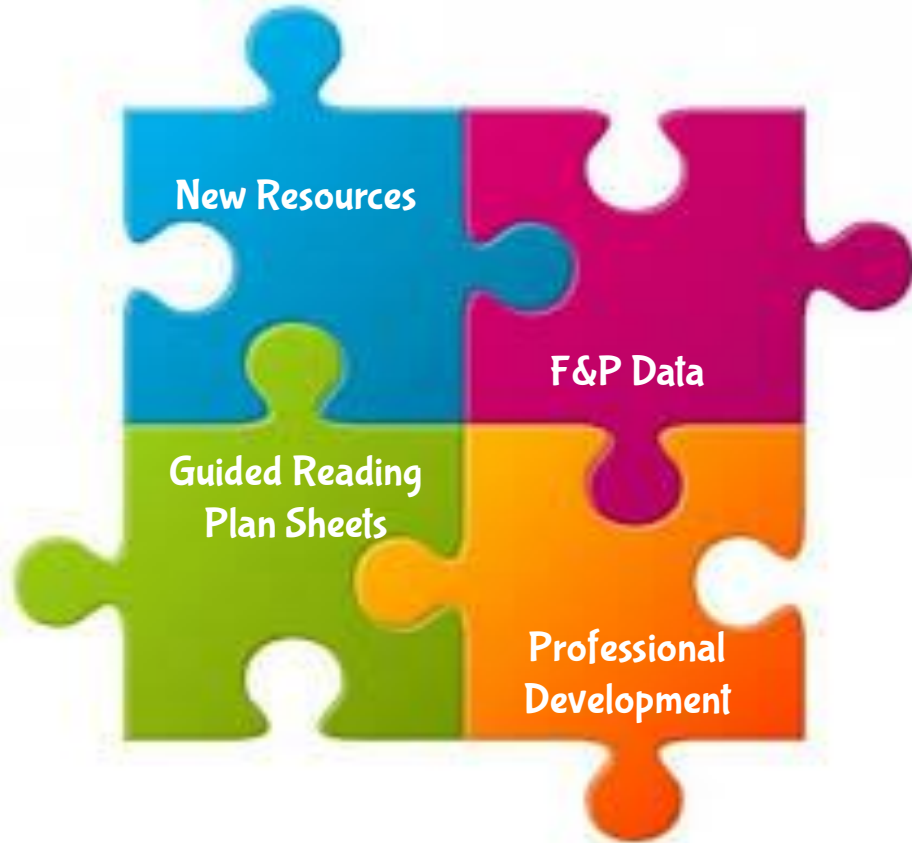 New Resources
F&P Data
Guided Reading
Plan Sheets
Professional
Development